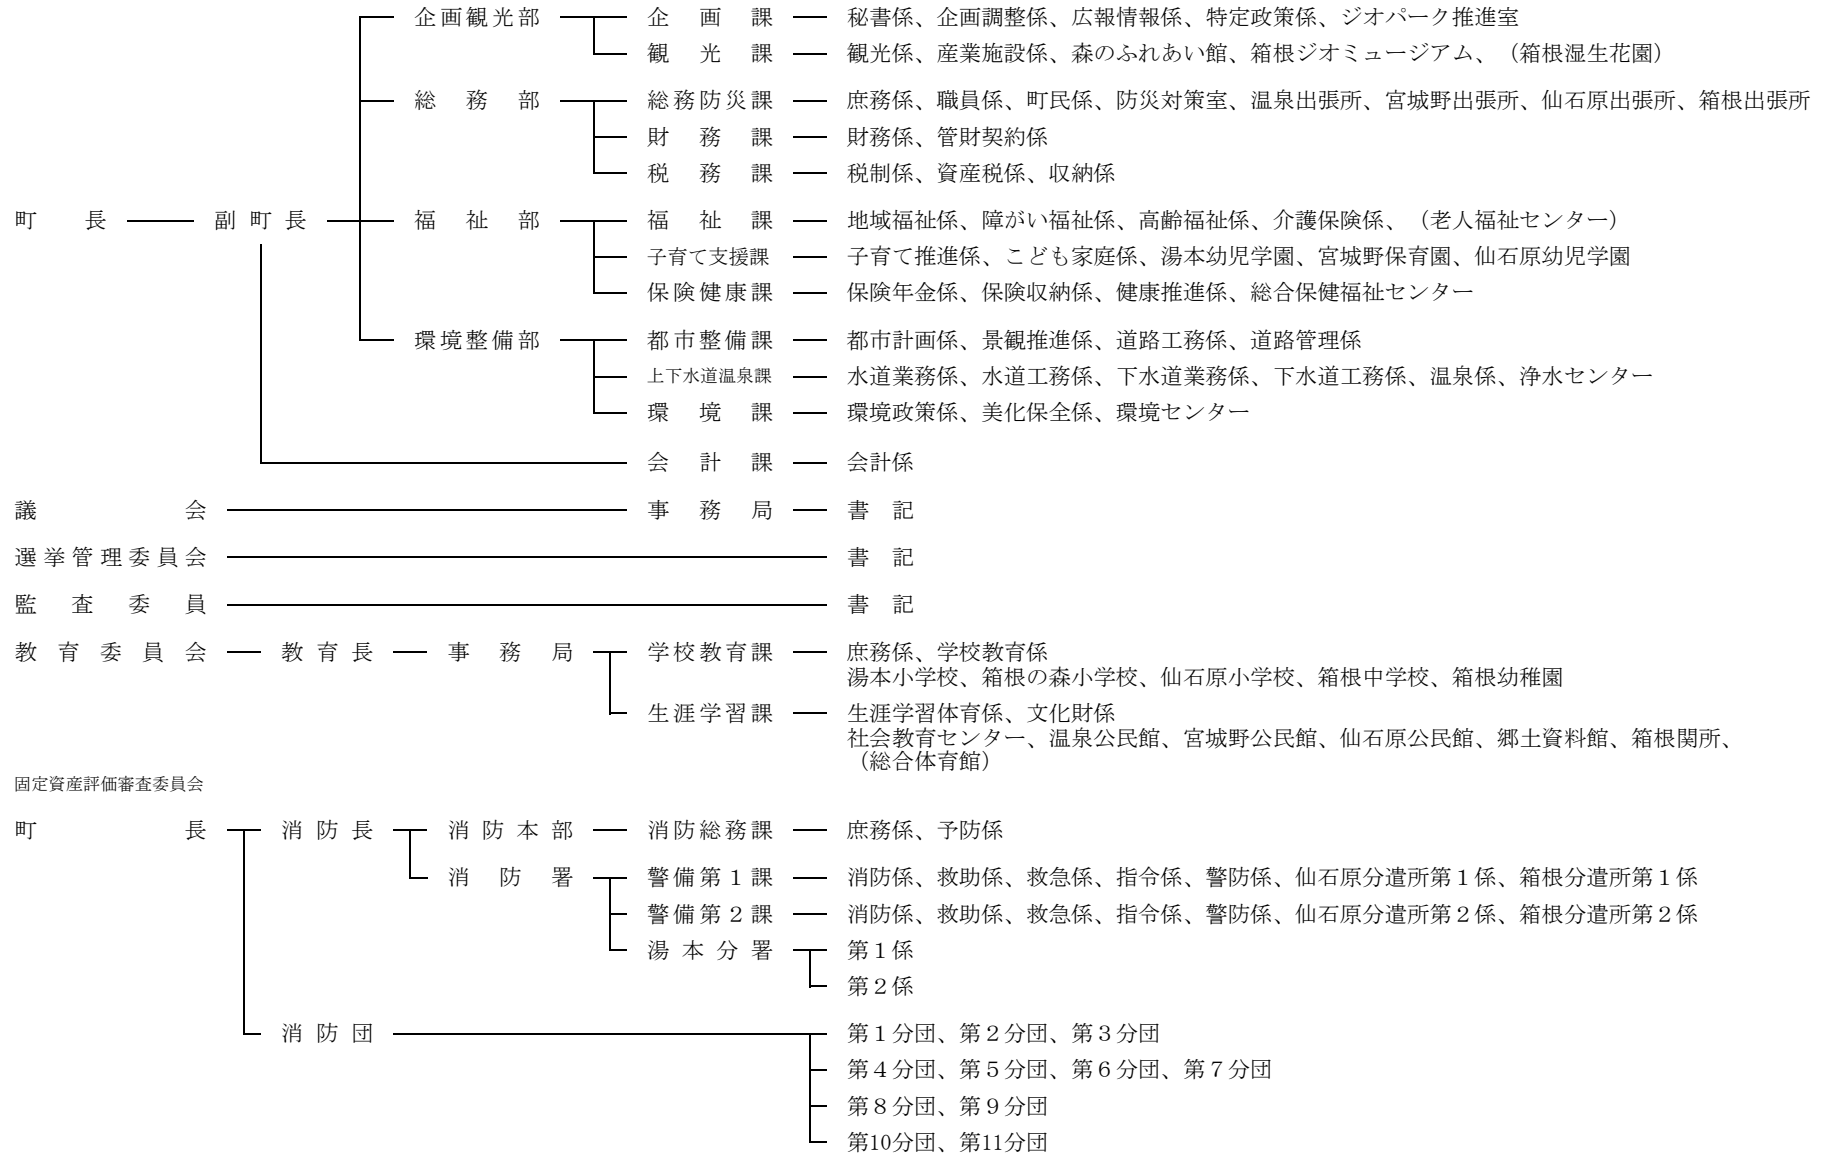 企画観光部 企画課 秘書係、企画調整係、広報情報係、特定政策係、ジオパーク推進室
観光課 観光係、産業施設係、森のふれあい館、箱根ジオミュージアム、（箱根湿生花園）
総務部 総務防災課 庶務係、職員係、町民係、防災対策室、温泉出張所、宮城野出張所、仙石原出張所、箱根出張所
財務課 財務係、管財契約係
税務課 税制係、資産税係、収納係
町長 副町長 福祉部 福祉課 地域福祉係、障がい福祉係、高齢福祉係、介護保険係、（老人福祉センター）
子育て支援課 子育て推進係、こども家庭係、湯本幼児学園、宮城野保育園、仙石原幼児学園
保険健康課 保険年金係、保険収納係、健康推進係、総合保健福祉センター
環境整備部 都市整備課 都市計画係、景観推進係、道路工務係、道路管理係
上下水道温泉課 水道業務係、水道工務係、下水道業務係、下水道工務係、温泉係、浄水センター
環境課 環境政策係、美化保全係、環境センター
会計課 会計係
議会 事務局 書記
選挙管理委員会 書記
監査委員 書記
教育委員会 教育長 事務局 学校教育課 庶務係、学校教育係
湯本小学校、箱根の森小学校、仙石原小学校、箱根中学校、箱根幼稚園
生涯学習課 生涯学習体育係、文化財係
社会教育センター、温泉公民館、宮城野公民館、仙石原公民館、郷土資料館、箱根関所、
（総合体育館）
固定資産評価審査委員会
町長 消防長 消防本部 消防総務課 庶務係、予防係
消防署 警備第１課 消防係、救助係、救急係、指令係、警防係、仙石原分遣所第１係、箱根分遣所第１係
警備第２課 消防係、救助係、救急係、指令係、警防係、仙石原分遣所第２係、箱根分遣所第２係
湯本分署 第１係
第２係
消防団 第１分団、第２分団、第３分団
第４分団、第５分団、第６分団、第７分団
第８分団、第９分団
第10分団、第11分団